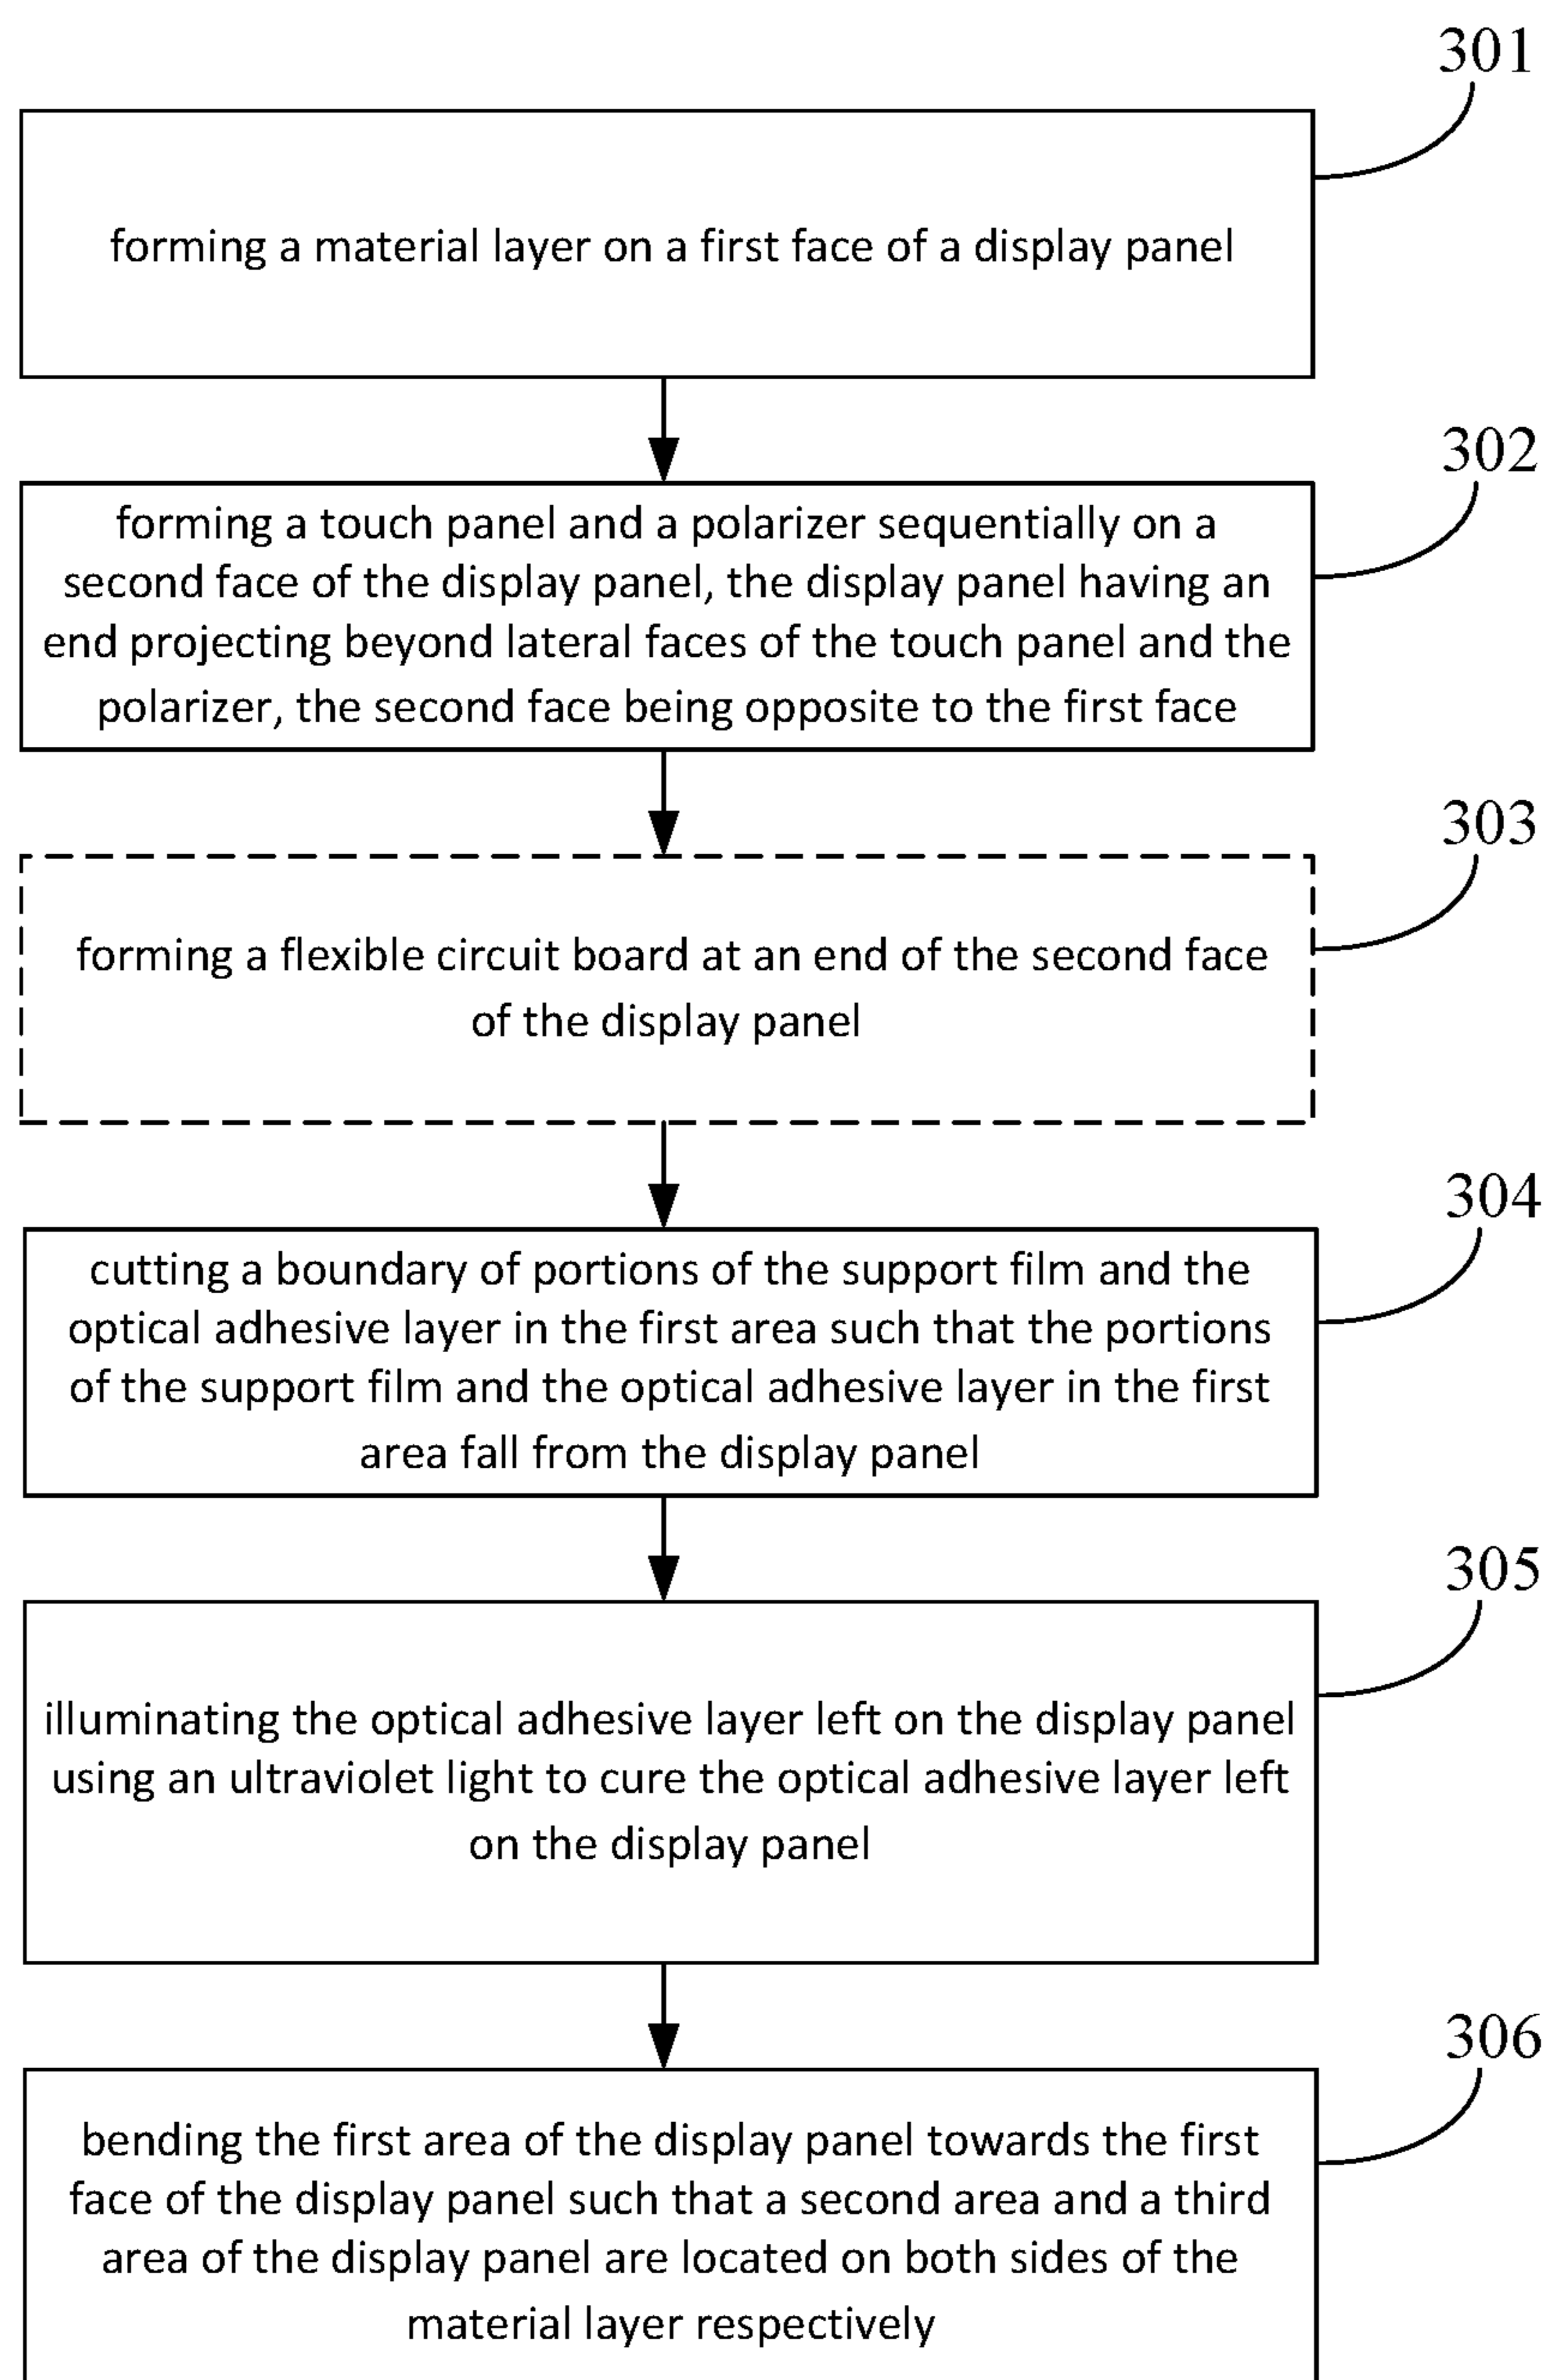 301
forming a material layer on a first face of a display panel
302
forming a touch panel and a polarizer sequentially on a
second face of the display panel, the display panel having an
end projecting beyond lateral faces of the touch panel and the
polarizer, the second face being opposite to the first face
303
forming a flexible circuit board at an end of the second face
of the display panel
304
cutting a boundary of portions of the support film and the
optical adhesive layer in the first area such that the portions
of the support film and the optical adhesive layer in the first
area fall from the display panel
305
illuminating the optical adhesive layer left on the display panel
using an ultraviolet light to cure the optical adhesive layer left
on the display panel
306
bending the first area of the display panel towards the first
face of the display panel such that a second area and a third
area of the display panel are located on both sides of the
material layer respectively